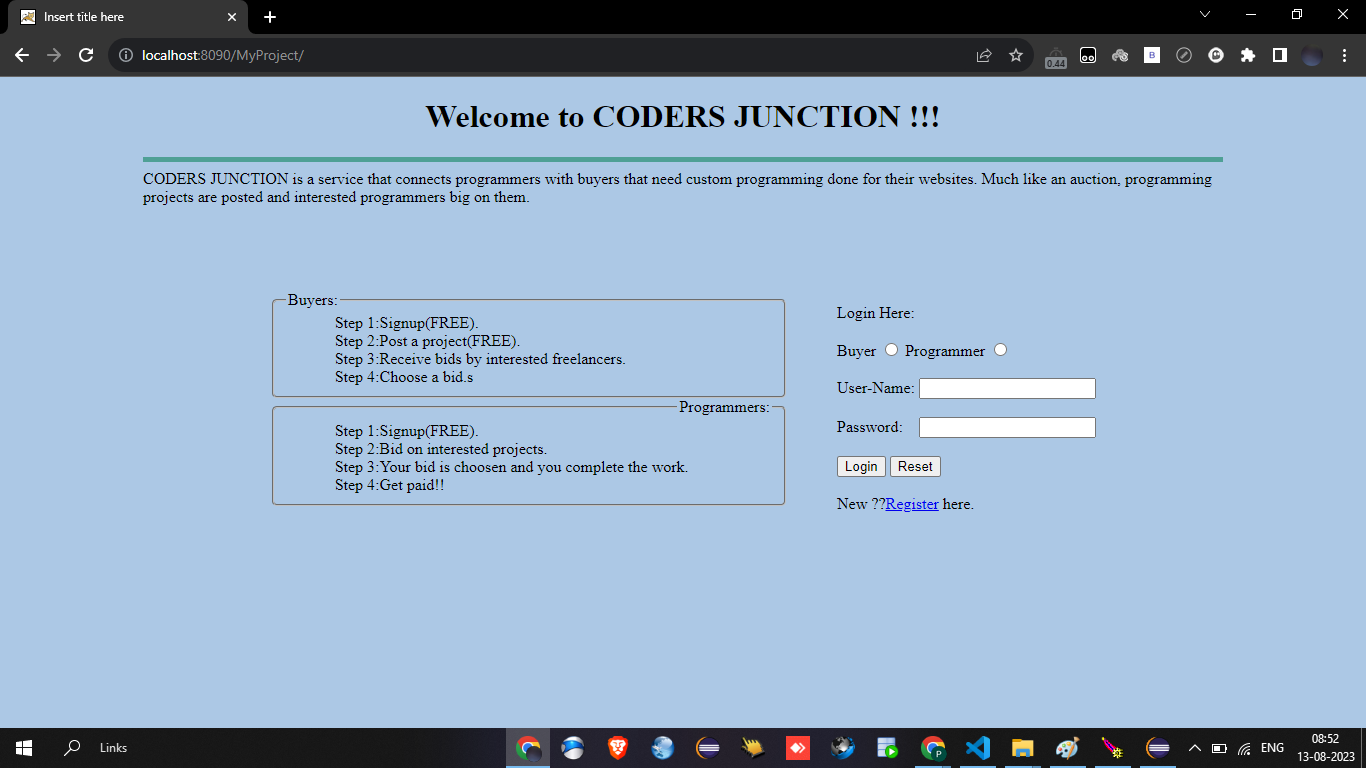 Insert title here
localhost:8090/MyProject/
0.44
B
Welcome to CODERS JUNCTION !!!
CODERS JUNCTION is a service that connects programmers with buyers that need custom programming done for their websites. Much like an auction, programming
projects are posted and interested programmers big on them.
Buyers:
Step 1:Signup(FREE).
Step 2:Post a project(FREE).
Step 3:Receive bids by interested freelancers.
Step 4:Choose a bid.s
Programmers:
Step 1:Signup(FREE).
Step 2:Bid on interested projects.
Step 3:Your bid is choosen and you complete the work.
Step 4:Get paid!!
Login Here:
Buyer Programmer
User-Name:
Password:
Login Reset
New ??Register here.
Links
P
ENG
08:52
13-08-2023